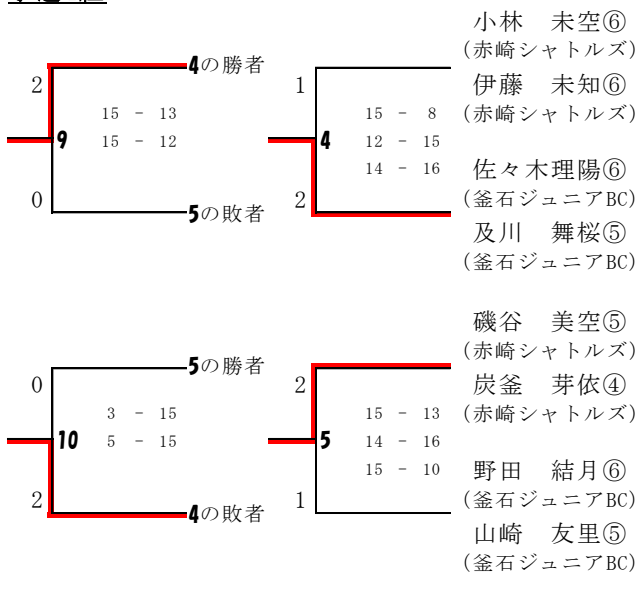 小林 未空⑥
(赤崎シャトルズ)
伊藤 未知⑥
(赤崎シャトルズ)
佐々木理陽⑥
(釜石ジュニアBC)
及川 舞桜⑤
(釜石ジュニアBC)
4の勝者
2
9
15 - 13
15 - 12
0
5の敗者
1
4
15 - 8
12 - 15
14 - 16
2
磯谷 美空⑤
(赤崎シャトルズ)
炭釜 芽依④
(赤崎シャトルズ)
野田 結月⑥
(釜石ジュニアBC)
山崎 友里⑤
(釜石ジュニアBC)
5の勝者
0
10
3 - 15
5 - 15
2
4の敗者
2
5
15 - 13
14 - 16
15 - 10
1